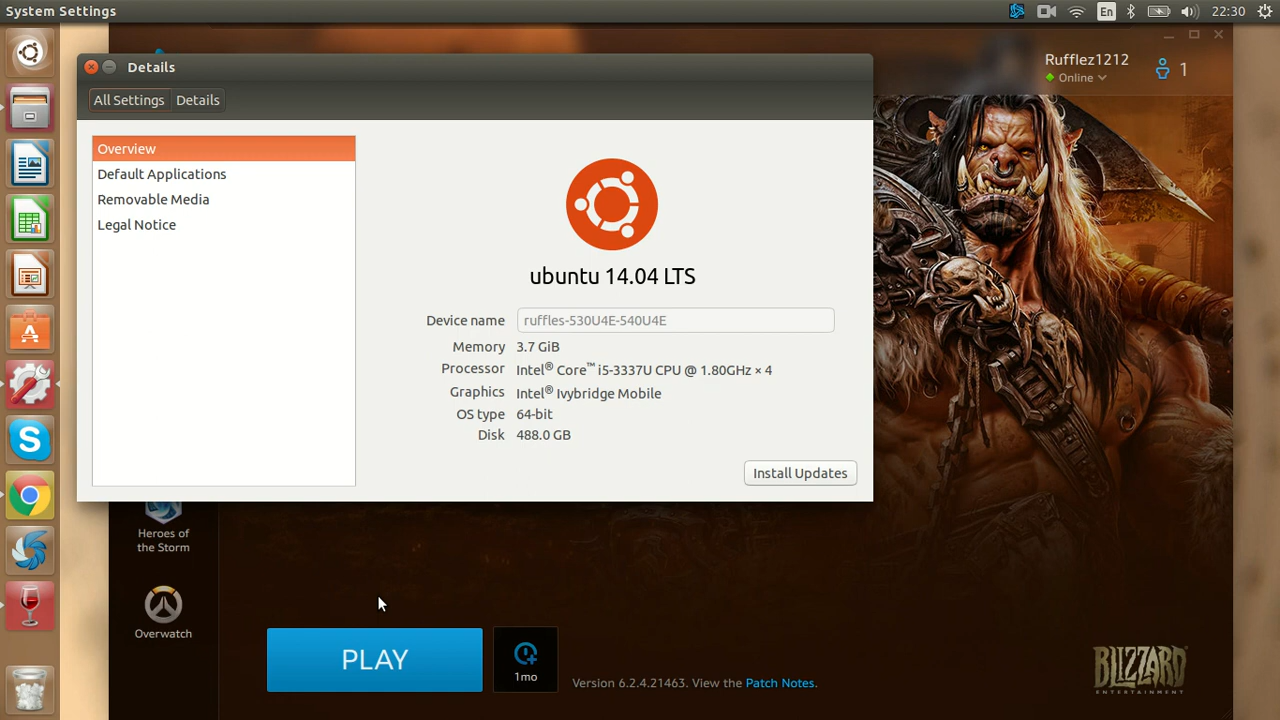 System Settings
En
22:30
Details
All Settings
Details
Rufflez1212
Online
1
Overview
Default Applications
Removable Media
Legal Notice
ubuntu 14.04 LTS
Device name ruffles-530U4E-540U4E
Memory 3.7 GiB
Processor Intel® Core™ i5-3337U CPU @ 1.80GHz × 4
Graphics Intel® Ivybridge Mobile
OS type 64-bit
Disk 488.0 GB
Install Updates
Heroes of
the Storm
Overwatch
PLAY
1mo
Version 6.2.4.21463. View the Patch Notes.
BLIZZARD
ENTERTAINMENT